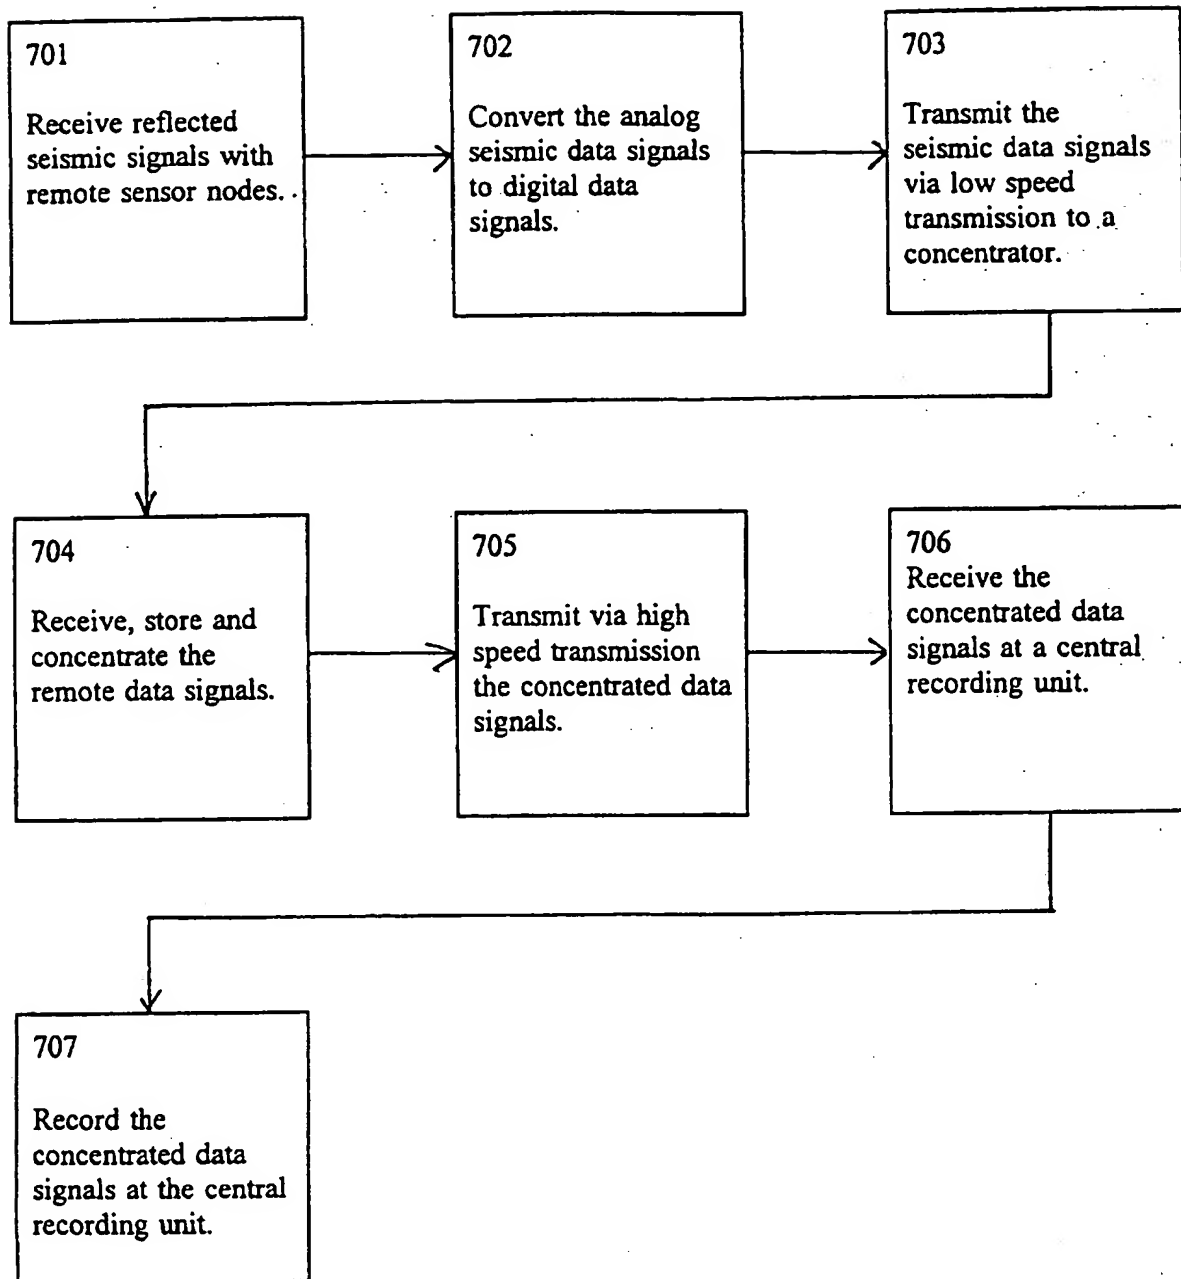 701
Receive reflected
seismic signals with
remote sensor nodes.
702
Convert the analog
seismic data signals
to digital data
signals.
703
Transmit the
seismic data signals
via low speed
transmission to a
concentrator.
704
Receive, store and
concentrate the
remote data signals.
705
Transmit via high
speed transmission
the concentrated data
signals.
706
Receive the
concentrated data
signals at a central
recording unit.
707
Record the
concentrated data
signals at the central
recording unit.